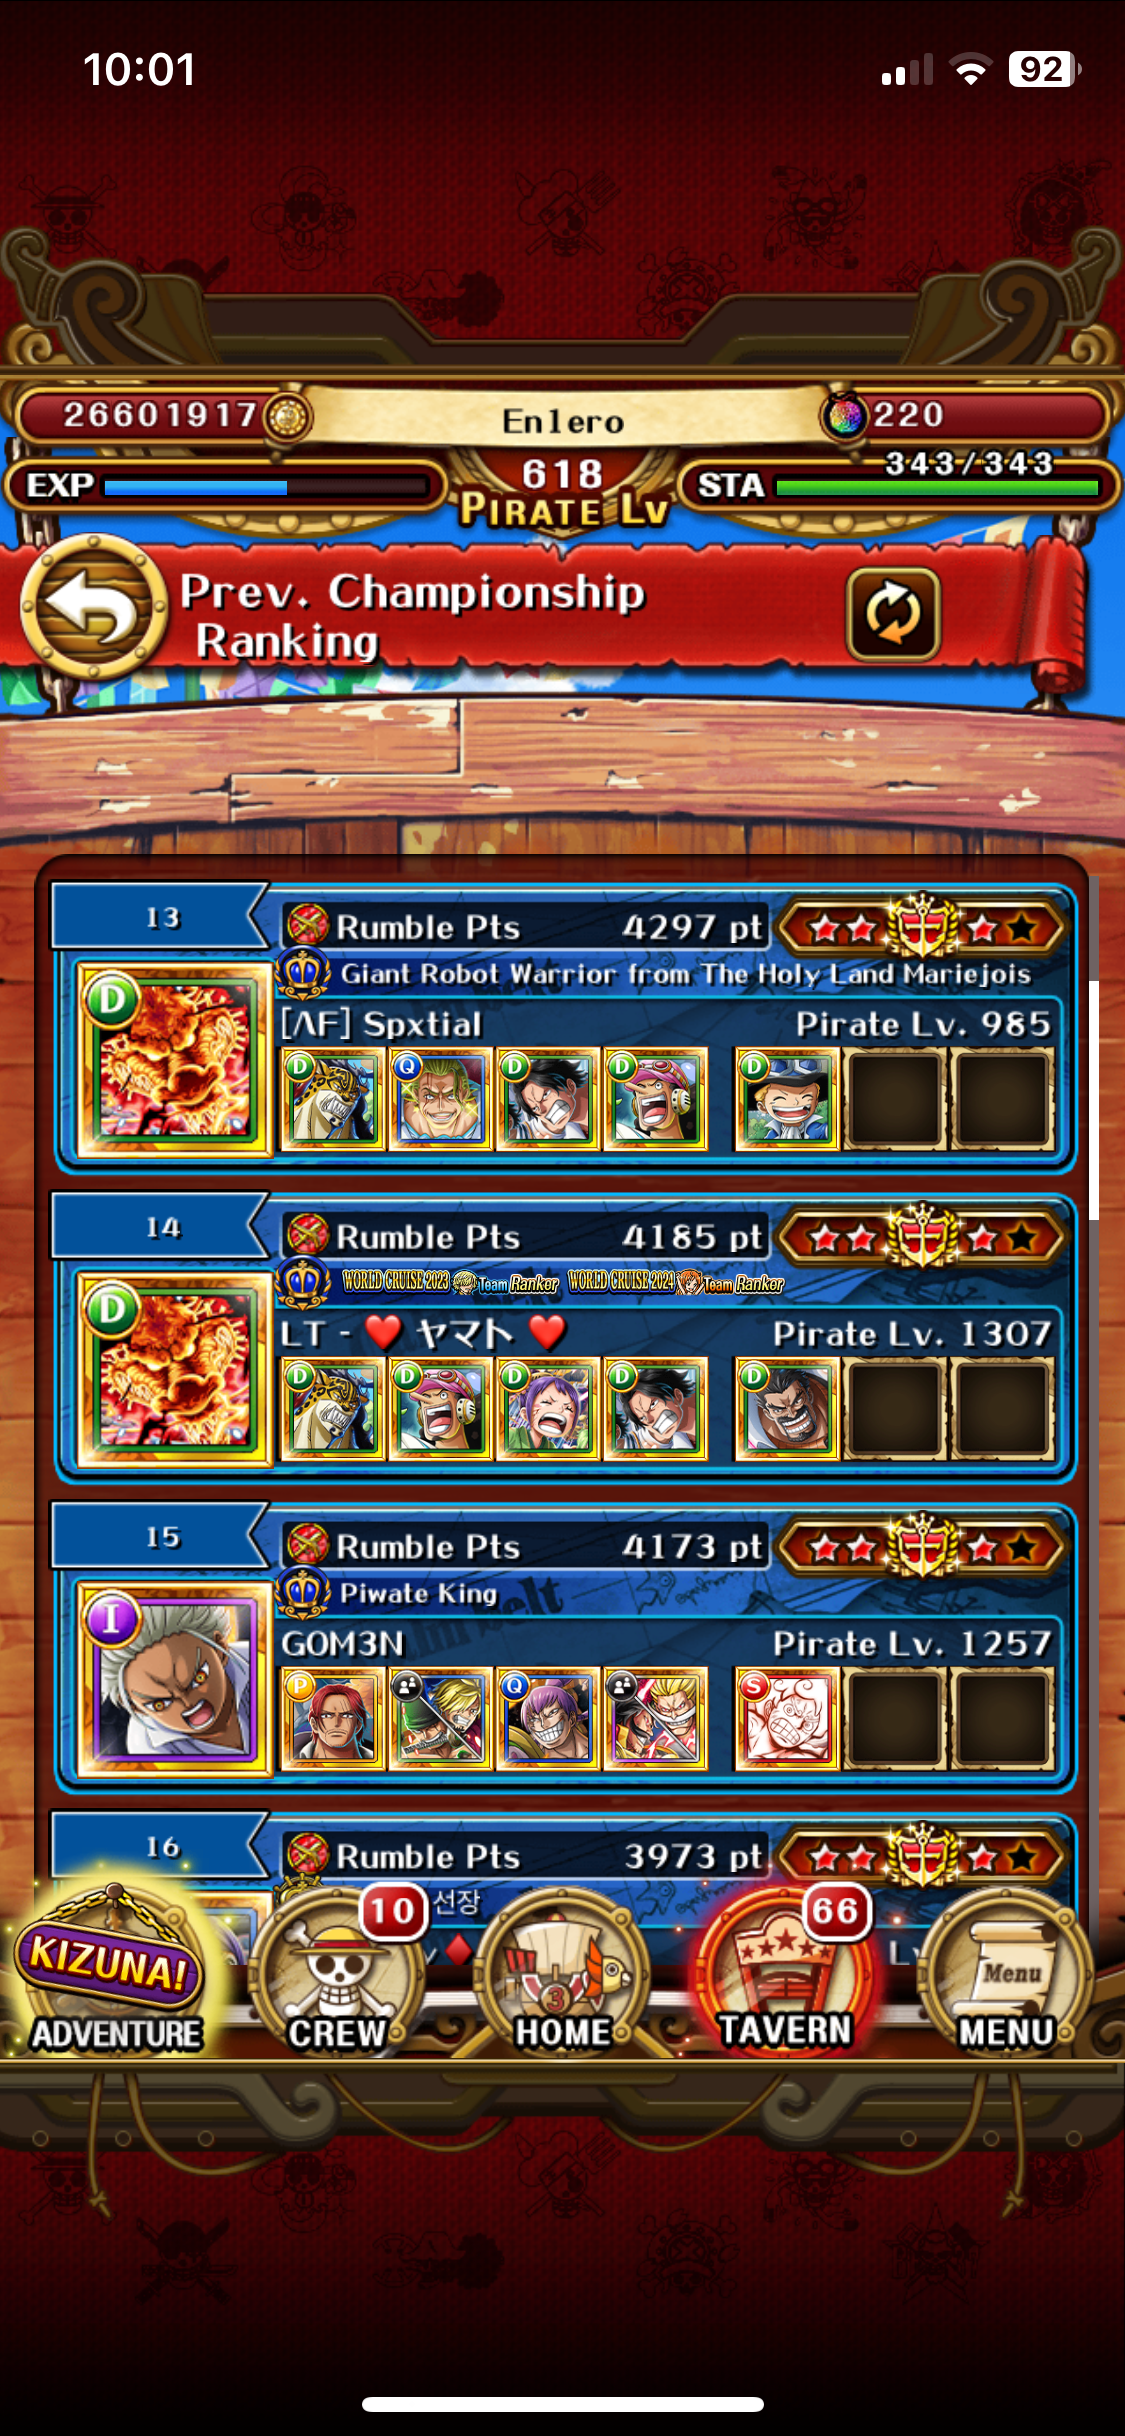 10:01
92
26601917
En1ero
220
EXP
618
PIRATE Lv
STA
343/343
Prev. Championship
Ranking
13
Rumble Pts 4297 pt
Giant Robot Warrior from The Holy Land Mariejois
D
[ΛF] Spxtial Pirate Lv. 985
D Q D D D
14
Rumble Pts 4185 pt
WORLD CRUISE 2023 Team Ranker WORLD CRUISE 2024 Team Ranker
D
LT - ❤ ヤマト ❤ Pirate Lv. 1307
D D D D D
15
Rumble Pts 4173 pt
Piwate King
I
GOM3N Pirate Lv. 1257
P Q S
16
Rumble Pts 3973 pt
선장
10
66
KIZUNA!
3
Menu
ADVENTURE
CREW
HOME
TAVERN
MENU